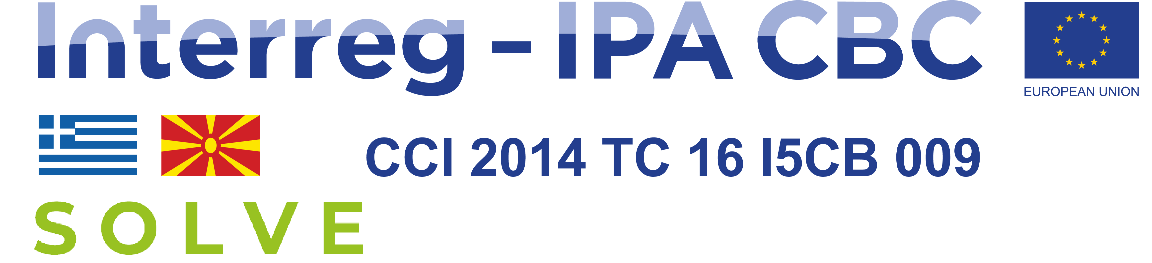 Interreg - IPA CBC
EUROPEAN UNION
CCI 2014 TC 16 I5CB 009
SOLVE